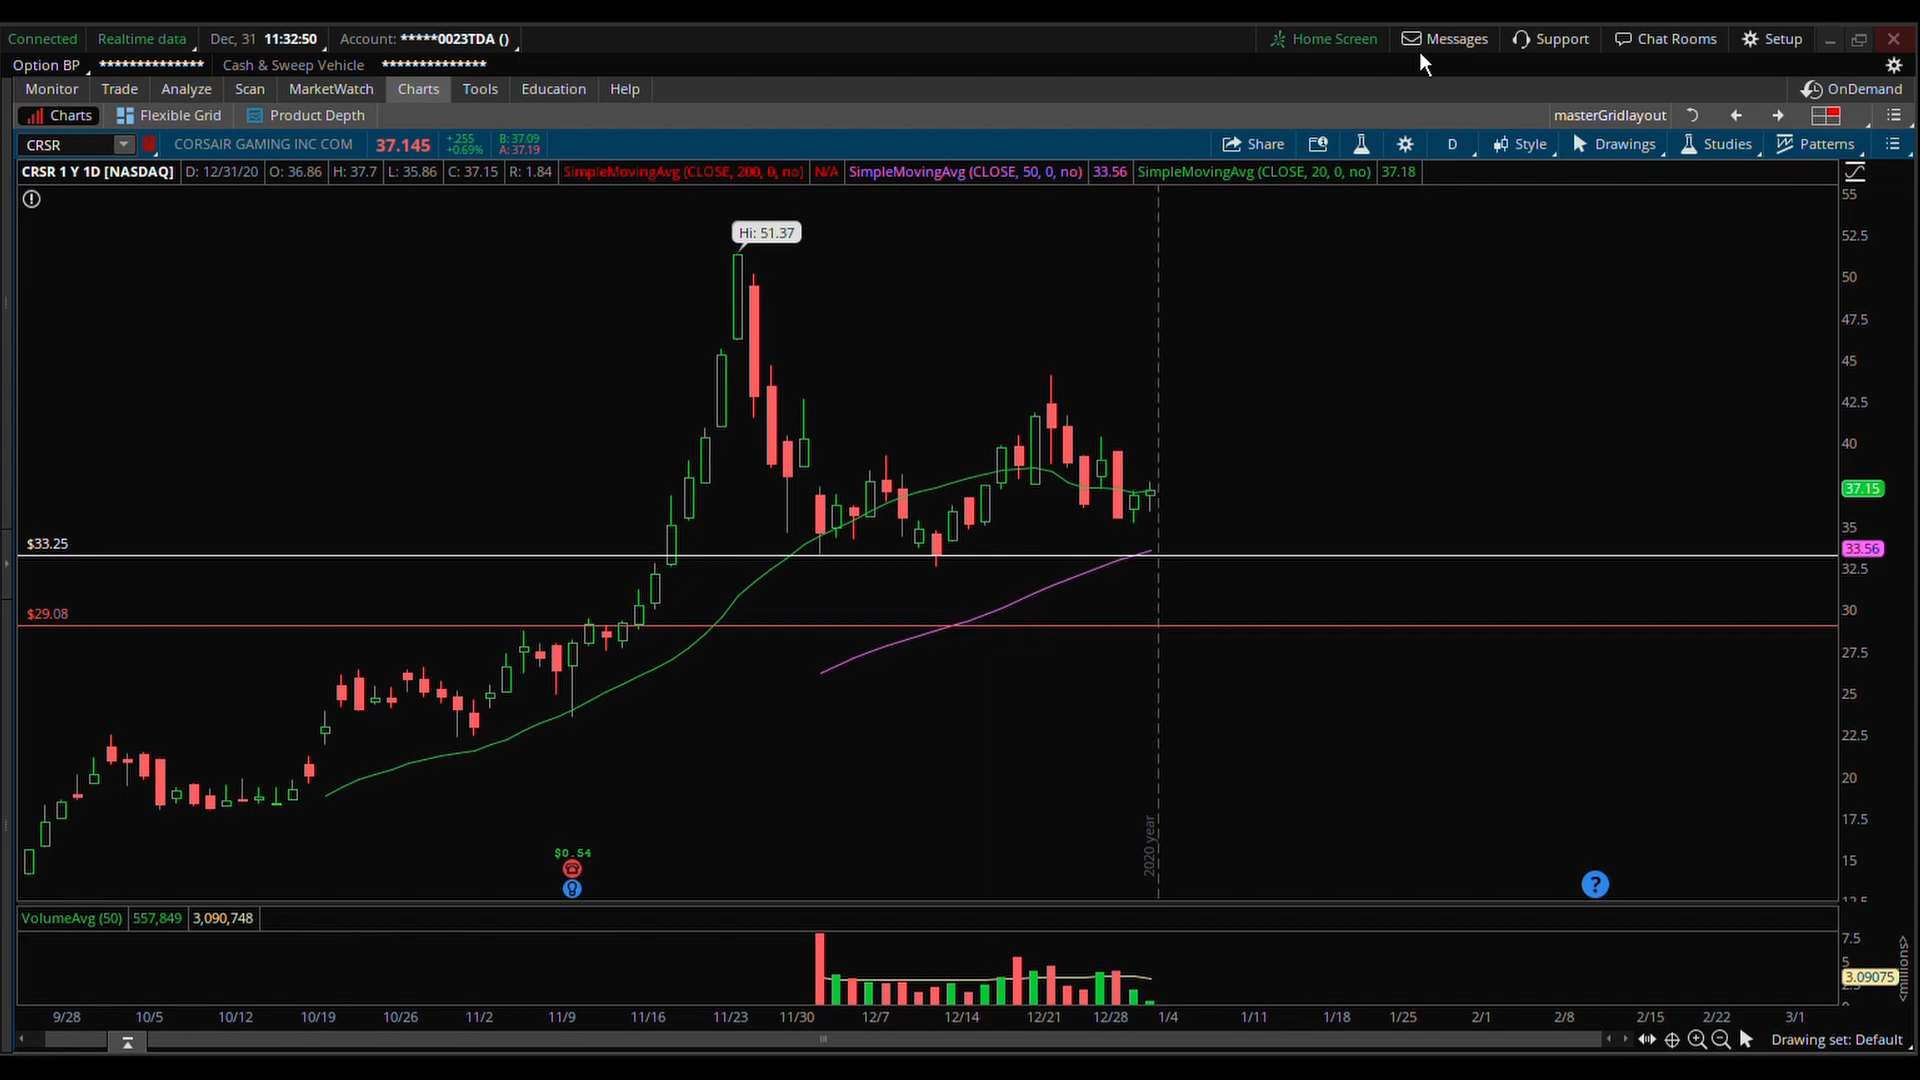 Connected Realtime data Dec, 31 11:32:50 Account: *****0023TDA () Home Screen Messages Support Chat Rooms Setup
Option BP ************** Cash & Sweep Vehicle **************
Monitor Trade Analyze Scan MarketWatch Charts Tools Education Help OnDemand
Charts Flexible Grid Product Depth masterGridlayout
CRSR CORSAIR GAMING INC COM 37.145 +.255 +0.69% B: 37.09 A: 37.19 Share D Style Drawings Studies Patterns
CRSR 1 Y 1D [NASDAQ] D: 12/31/20 O: 36.86 H: 37.7 L: 35.86 C: 37.15 R: 1.84 SimpleMovingAvg (CLOSE, 200, 0, no) N/A SimpleMovingAvg (CLOSE, 50, 0, no) 33.56 SimpleMovingAvg (CLOSE, 20, 0, no) 37.18
55
Hi: 51.37
52.5
50
47.5
45
42.5
40
37.15
35
$33.25
33.56
32.5
30
$29.08
27.5
25
22.5
20
17.5
2020 year
$0.54
15
?
12.5
VolumeAvg (50) 557,849 3,090,748
7.5
5
3.09075
<millions>
9/28 10/5 10/12 10/19 10/26 11/2 11/9 11/16 11/23 11/30 12/7 12/14 12/21 12/28 1/4 1/11 1/18 1/25 2/1 2/8 2/15 2/22 3/1
Drawing set: Default